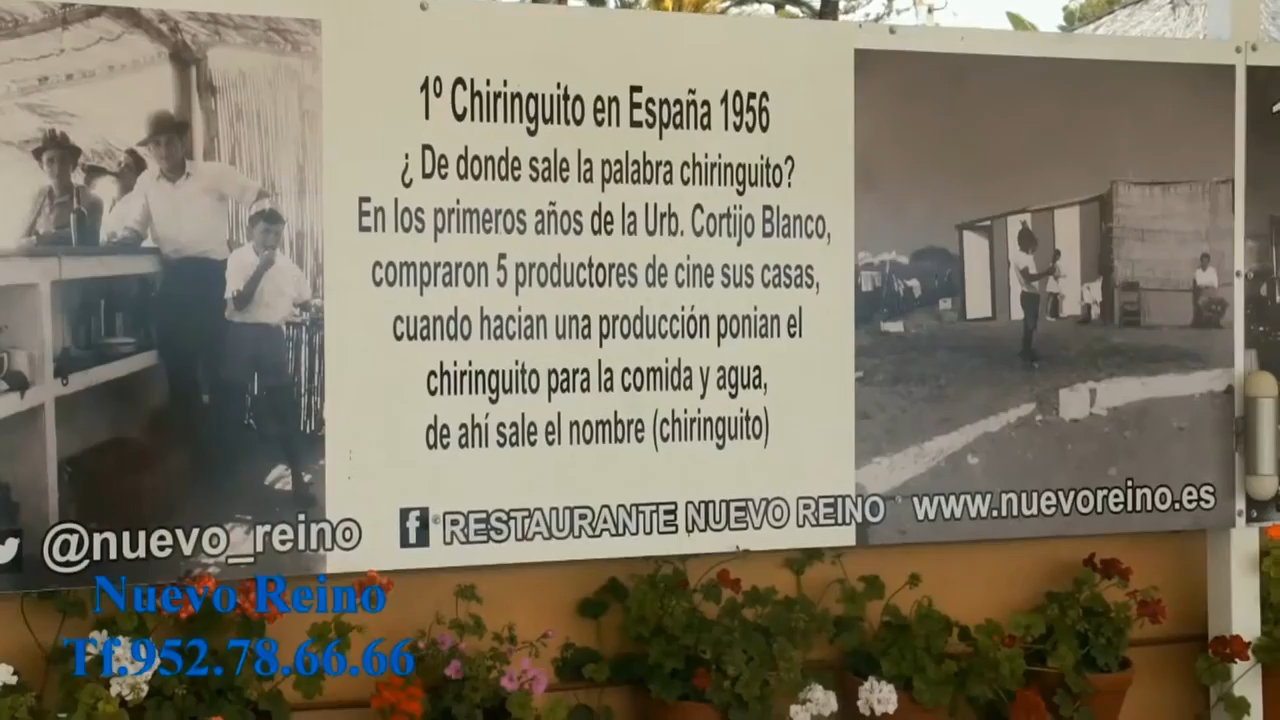 1º Chiringuito en España 1956
¿ De donde sale la palabra chiringuito?
En los primeros años de la Urb. Cortijo Blanco,
compraron 5 productores de cine sus casas,
cuando hacian una producción ponian el
chiringuito para la comida y agua,
de ahí sale el nombre (chiringuito)
@nuevo_reino
f RESTAURANTE NUEVO REINO
www.nuevoreino.es
Nuevo Reino
Tf.952.78.66.66